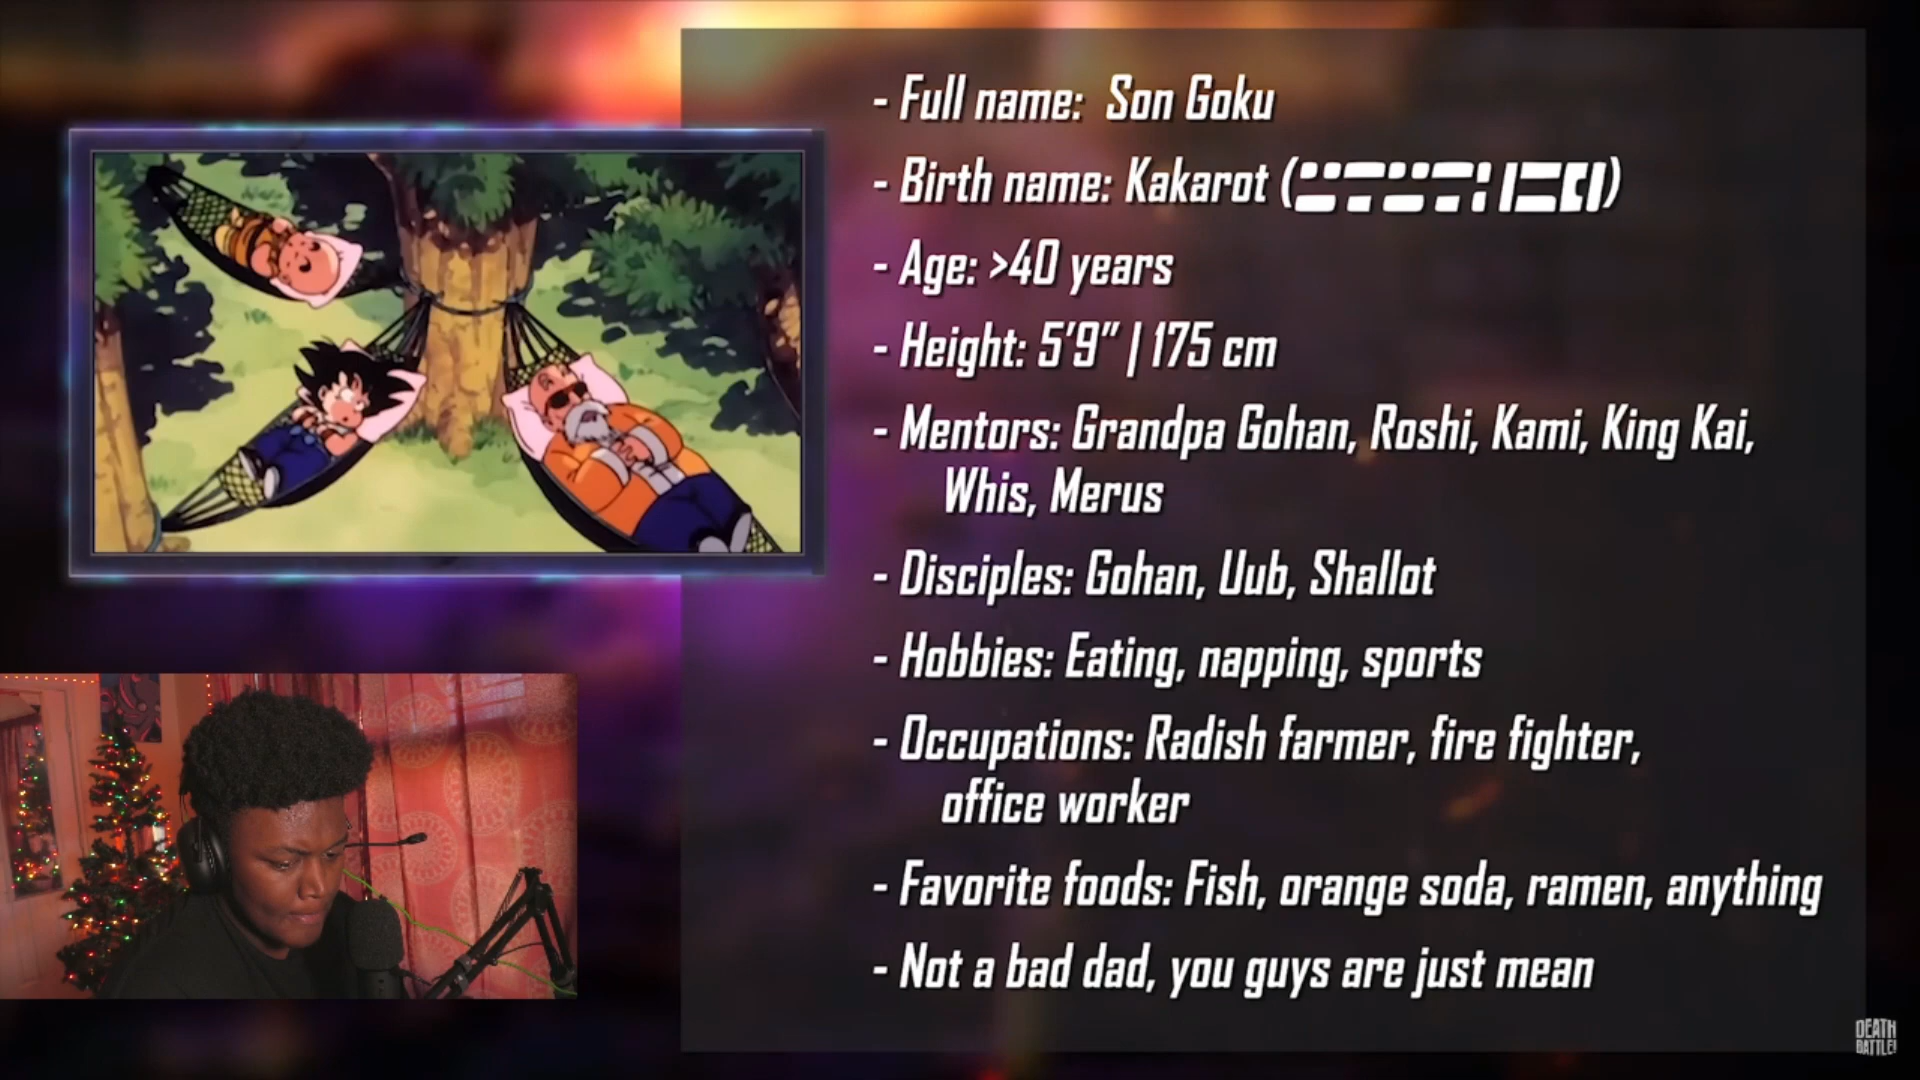 - Full name: Son Goku
- Birth name: Kakarot ()
- Age: >40 years
- Height: 5'9" | 175 cm
- Mentors: Grandpa Gohan, Roshi, Kami, King Kai,
Whis, Merus
- Disciples: Gohan, Uub, Shallot
- Hobbies: Eating, napping, sports
- Occupations: Radish farmer, fire fighter,
office worker
- Favorite foods: Fish, orange soda, ramen, anything
- Not a bad dad, you guys are just mean
DEATH
BATTLE!